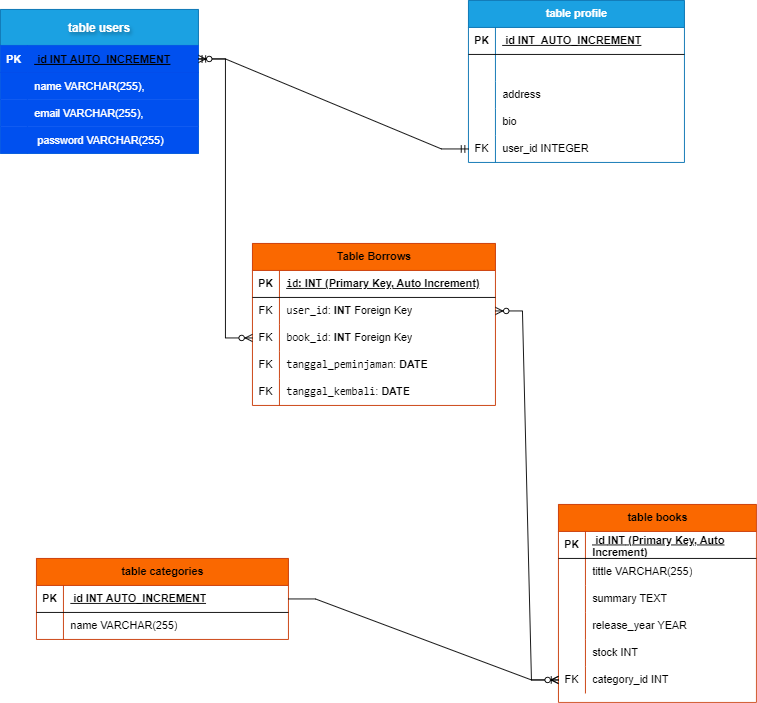 table users
PK id INT AUTO_INCREMENT
name VARCHAR(255),
email VARCHAR(255),
password VARCHAR(255)
table profile
PK id INT AUTO_INCREMENT
address
bio
FK user_id INTEGER
Table Borrows
PK id: INT (Primary Key, Auto Increment)
FK user_id: INT Foreign Key
FK book_id: INT Foreign Key
FK tanggal_peminjaman: DATE
FK tanggal_kembali: DATE
table categories
PK id INT AUTO_INCREMENT
name VARCHAR(255)
table books
PK id INT (Primary Key, Auto
Increment)
tittle VARCHAR(255)
summary TEXT
release_year YEAR
stock INT
FK category_id INT